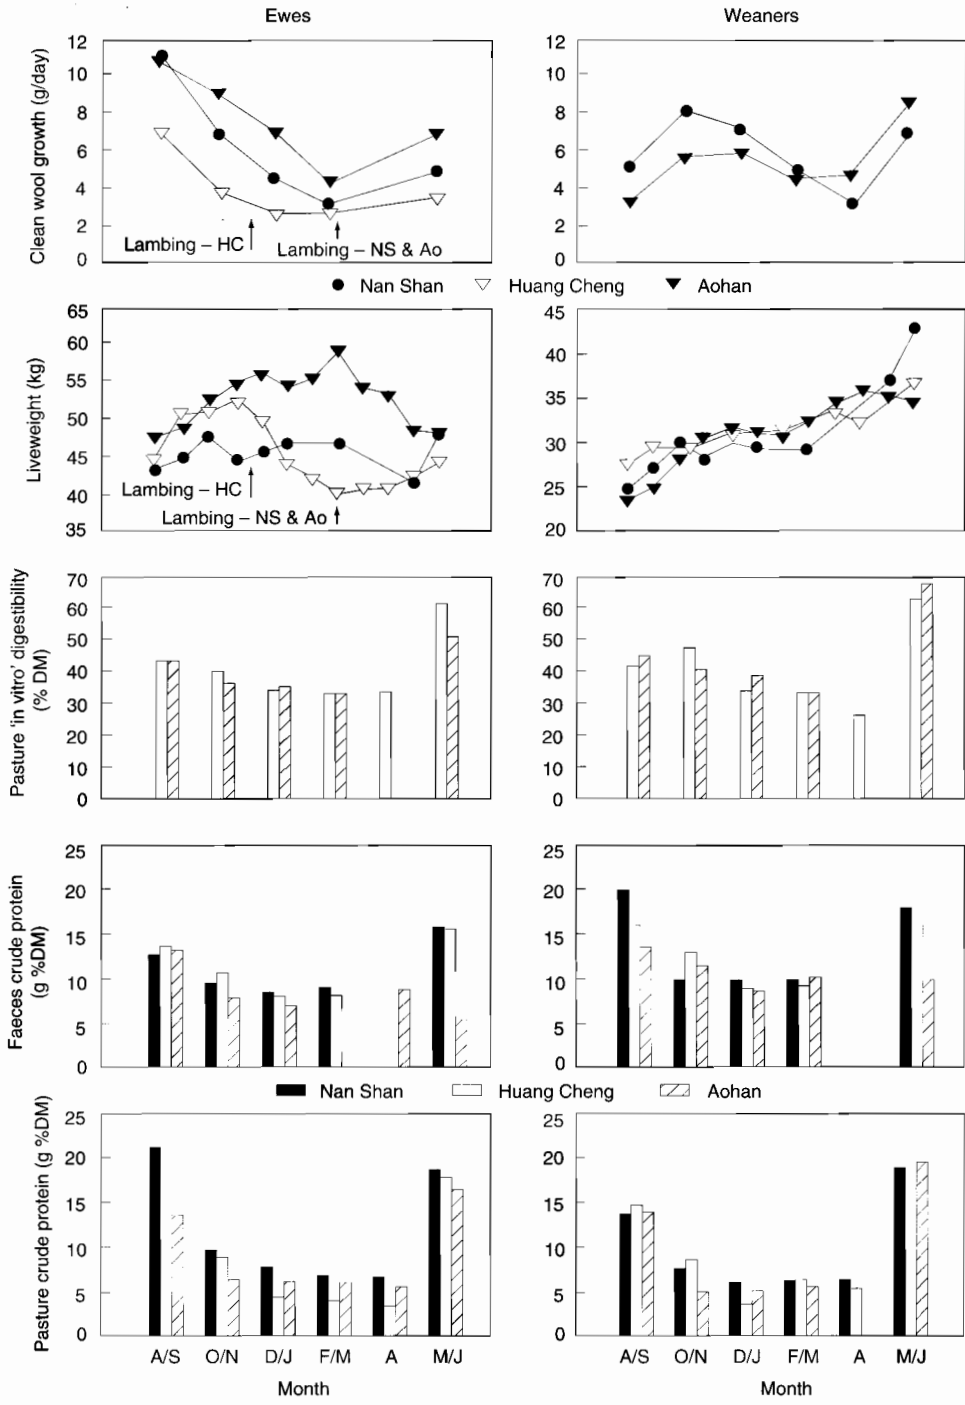 Ewes
Weaners
Clean wool growth (g/day)
12
10
8
6
4
2
0
Lambing – HC
Lambing – NS & Ao
12
10
8
6
4
2
0
Nan Shan
Huang Cheng
Aohan
Liveweight (kg)
65
60
55
50
45
40
35
Lambing – HC
Lambing – NS & Ao
45
40
35
30
25
20
Pasture 'in vitro' digestibility
(% DM)
70
60
50
40
30
20
10
0
70
60
50
40
30
20
10
0
Faeces crude protein
(g %DM)
25
20
15
10
5
0
25
20
15
10
5
0
Nan Shan
Huang Cheng
Aohan
Pasture crude protein (g %DM)
25
20
15
10
5
0
25
20
15
10
5
0
A/S
O/N
D/J
F/M
A
M/J
Month
A/S
O/N
D/J
F/M
A
M/J
Month